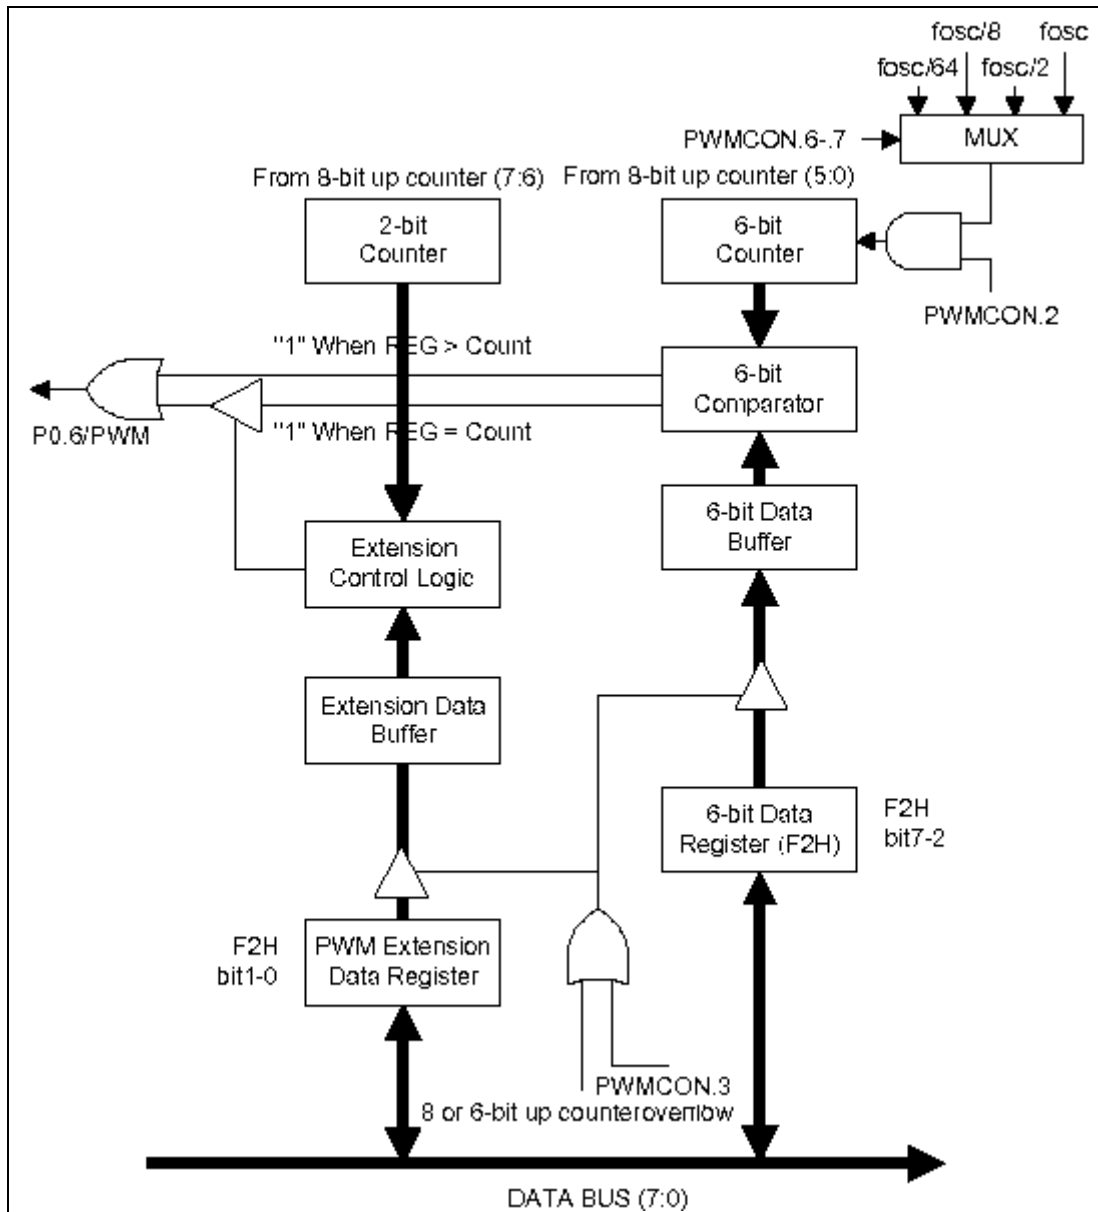 fosc/8 fosc
fosc/64 fosc/2
PWMCON.6-.7
MUX
From 8-bit up counter (7:6)
From 8-bit up counter (5:0)
2-bit
Counter
6-bit
Counter
PWMCON.2
"1" When REG > Count
6-bit
Comparator
P0.6/PWM
"1" When REG = Count
6-bit Data
Buffer
Extension
Control Logic
Extension Data
Buffer
6-bit Data
Register (F2H)
F2H
bit7-2
F2H
bit1-0
PWM Extension
Data Register
PWMCON.3
8 or 6-bit up counteroverflow
DATA BUS (7:0)